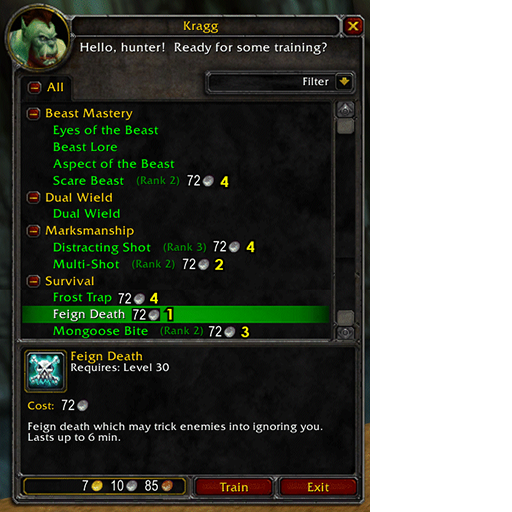 Kragg
Hello, hunter! Ready for some training?
Filter
All
Beast Mastery
Eyes of the Beast
Beast Lore
Aspect of the Beast
Scare Beast (Rank 2) 72 4
Dual Wield
Dual Wield
Marksmanship
Distracting Shot (Rank 3) 72 4
Multi-Shot (Rank 2) 72 2
Survival
Frost Trap 72 4
Feign Death 72 1
Mongoose Bite (Rank 2) 72 3
Feign Death
Requires: Level 30
Cost: 72
Feign death which may trick enemies into ignoring you.
Lasts up to 6 min.
7 10 85 Train Exit